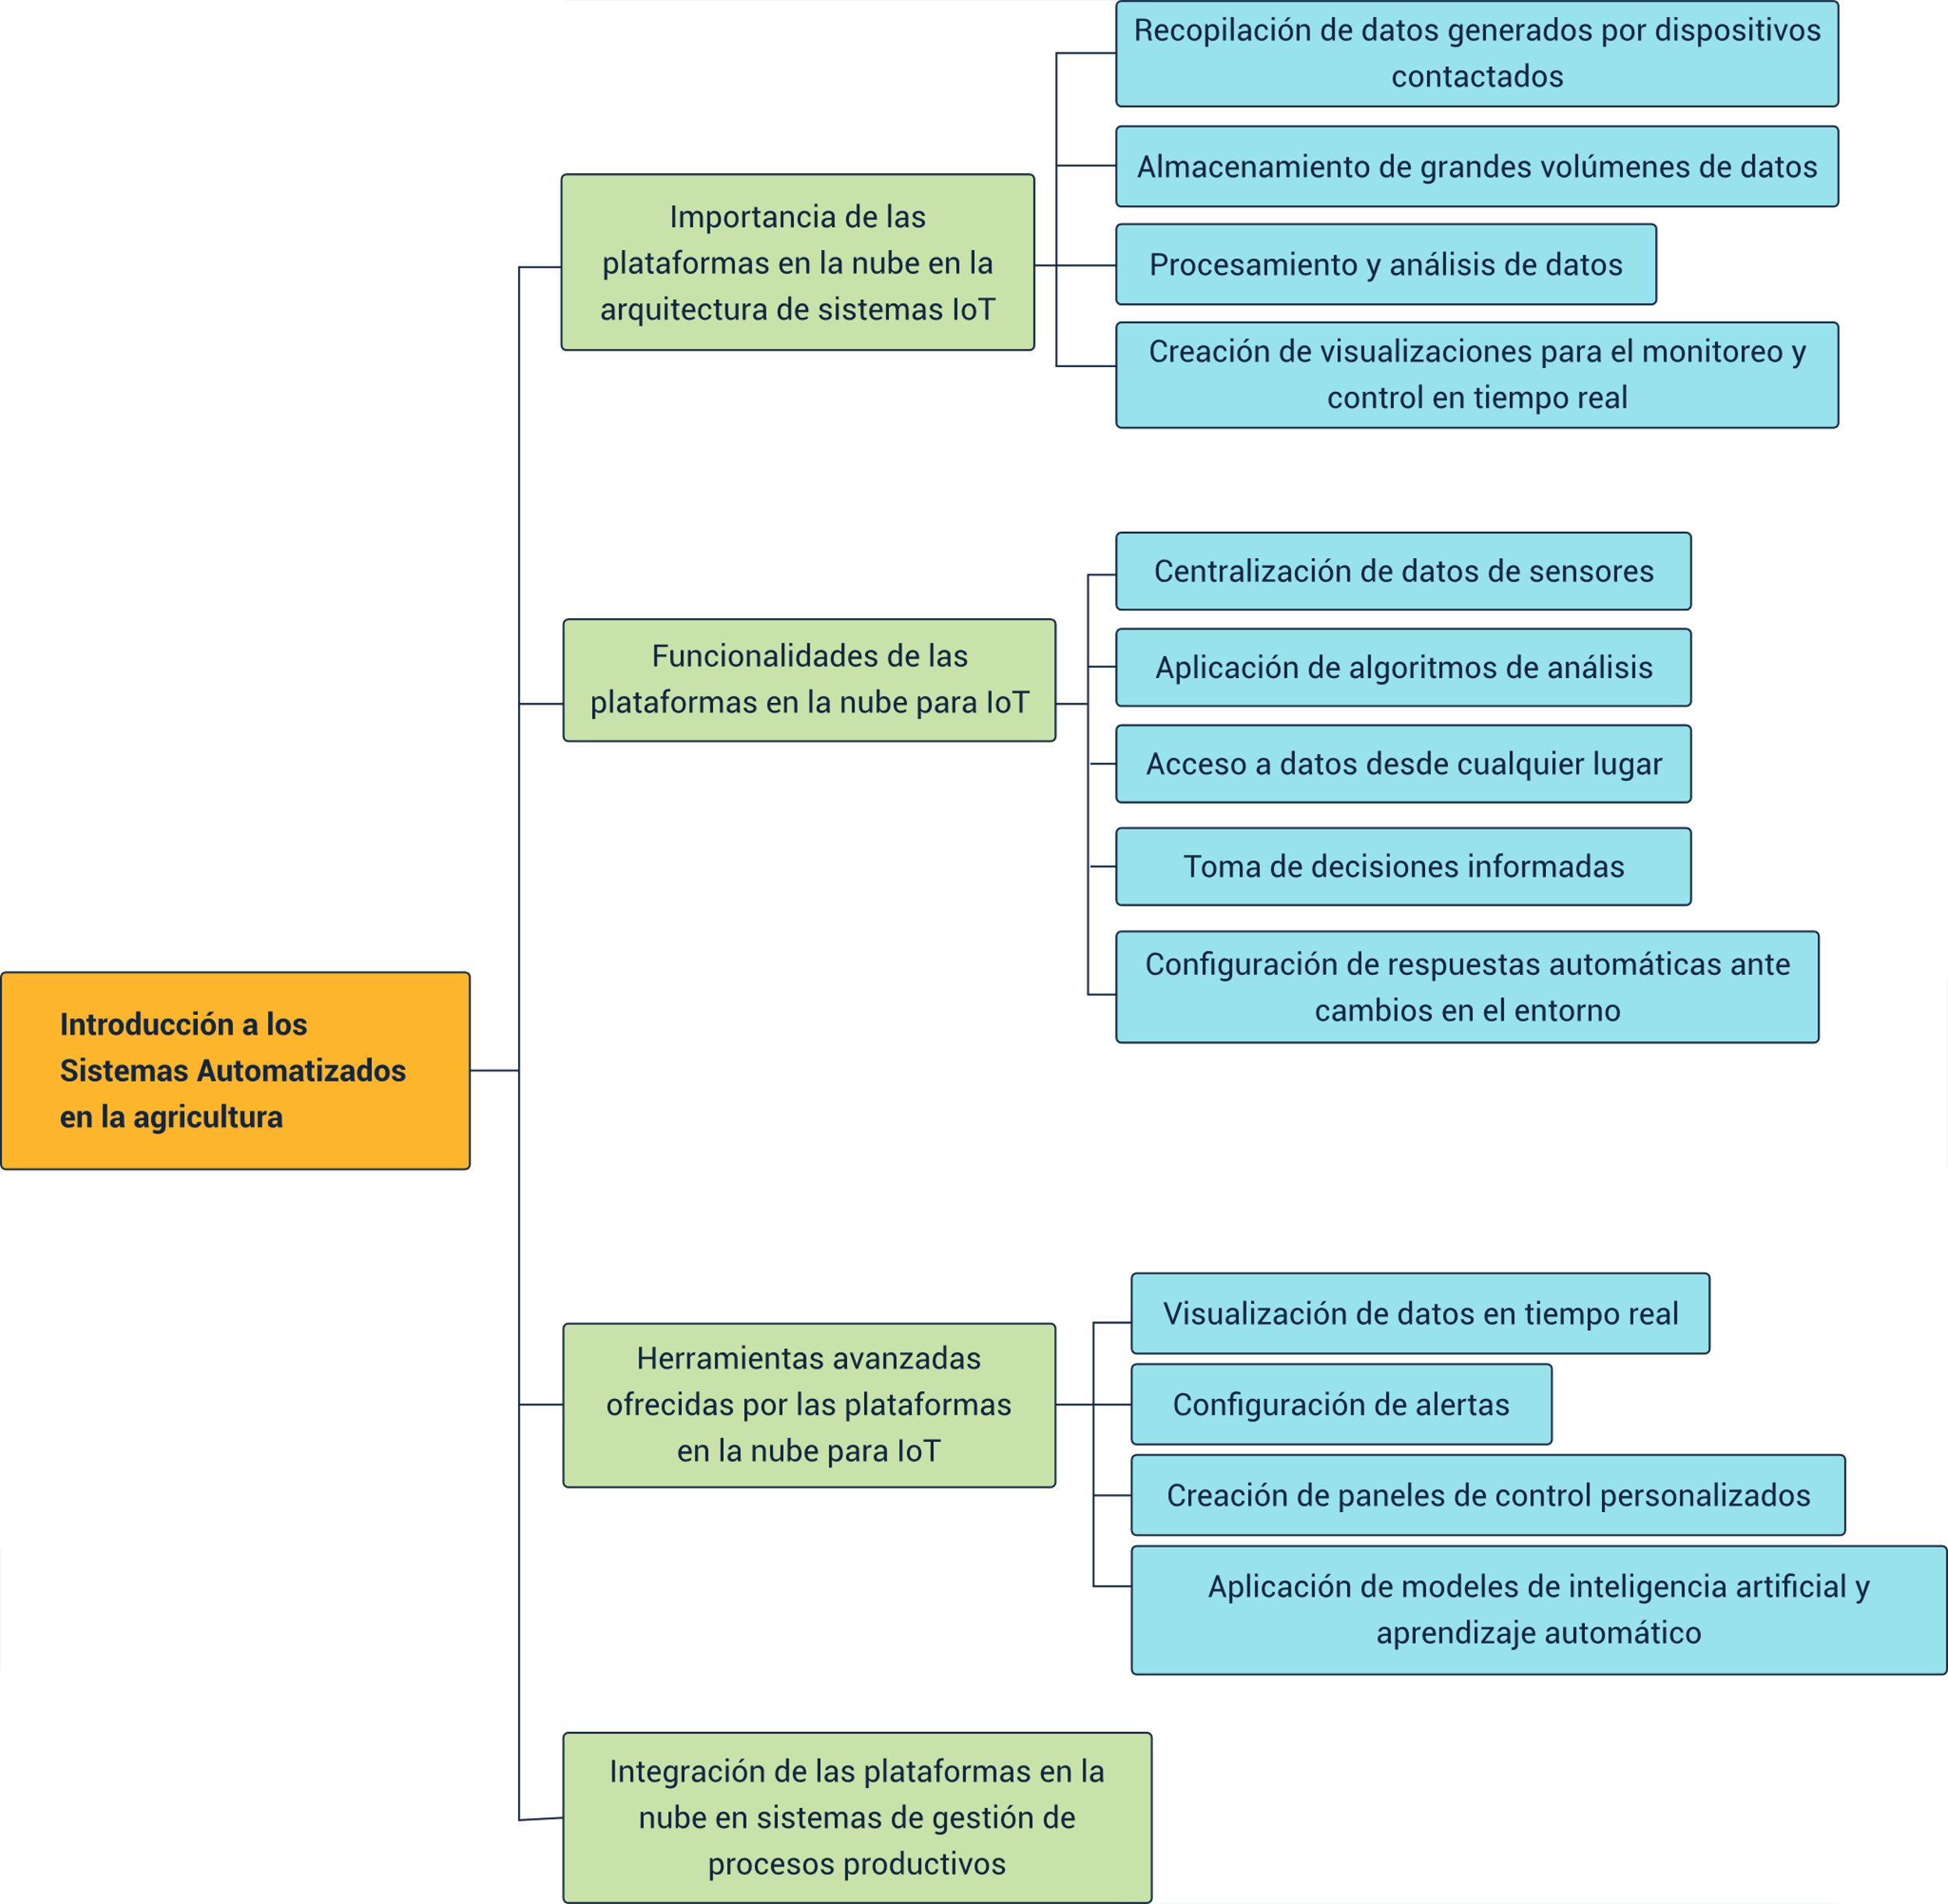 Introducción a los
Sistemas Automatizados
en la agricultura
Importancia de las
plataformas en la nube en la
arquitectura de sistemas IoT
Recopilación de datos generados por dispositivos
contactados
Almacenamiento de grandes volúmenes de datos
Procesamiento y análisis de datos
Creación de visualizaciones para el monitoreo y
control en tiempo real
Funcionalidades de las
plataformas en la nube para IoT
Centralización de datos de sensores
Aplicación de algoritmos de análisis
Acceso a datos desde cualquier lugar
Toma de decisiones informadas
Configuración de respuestas automáticas ante
cambios en el entorno
Herramientas avanzadas
ofrecidas por las plataformas
en la nube para IoT
Visualización de datos en tiempo real
Configuración de alertas
Creación de paneles de control personalizados
Aplicación de modeles de inteligencia artificial y
aprendizaje automático
Integración de las plataformas en la
nube en sistemas de gestión de
procesos productivos